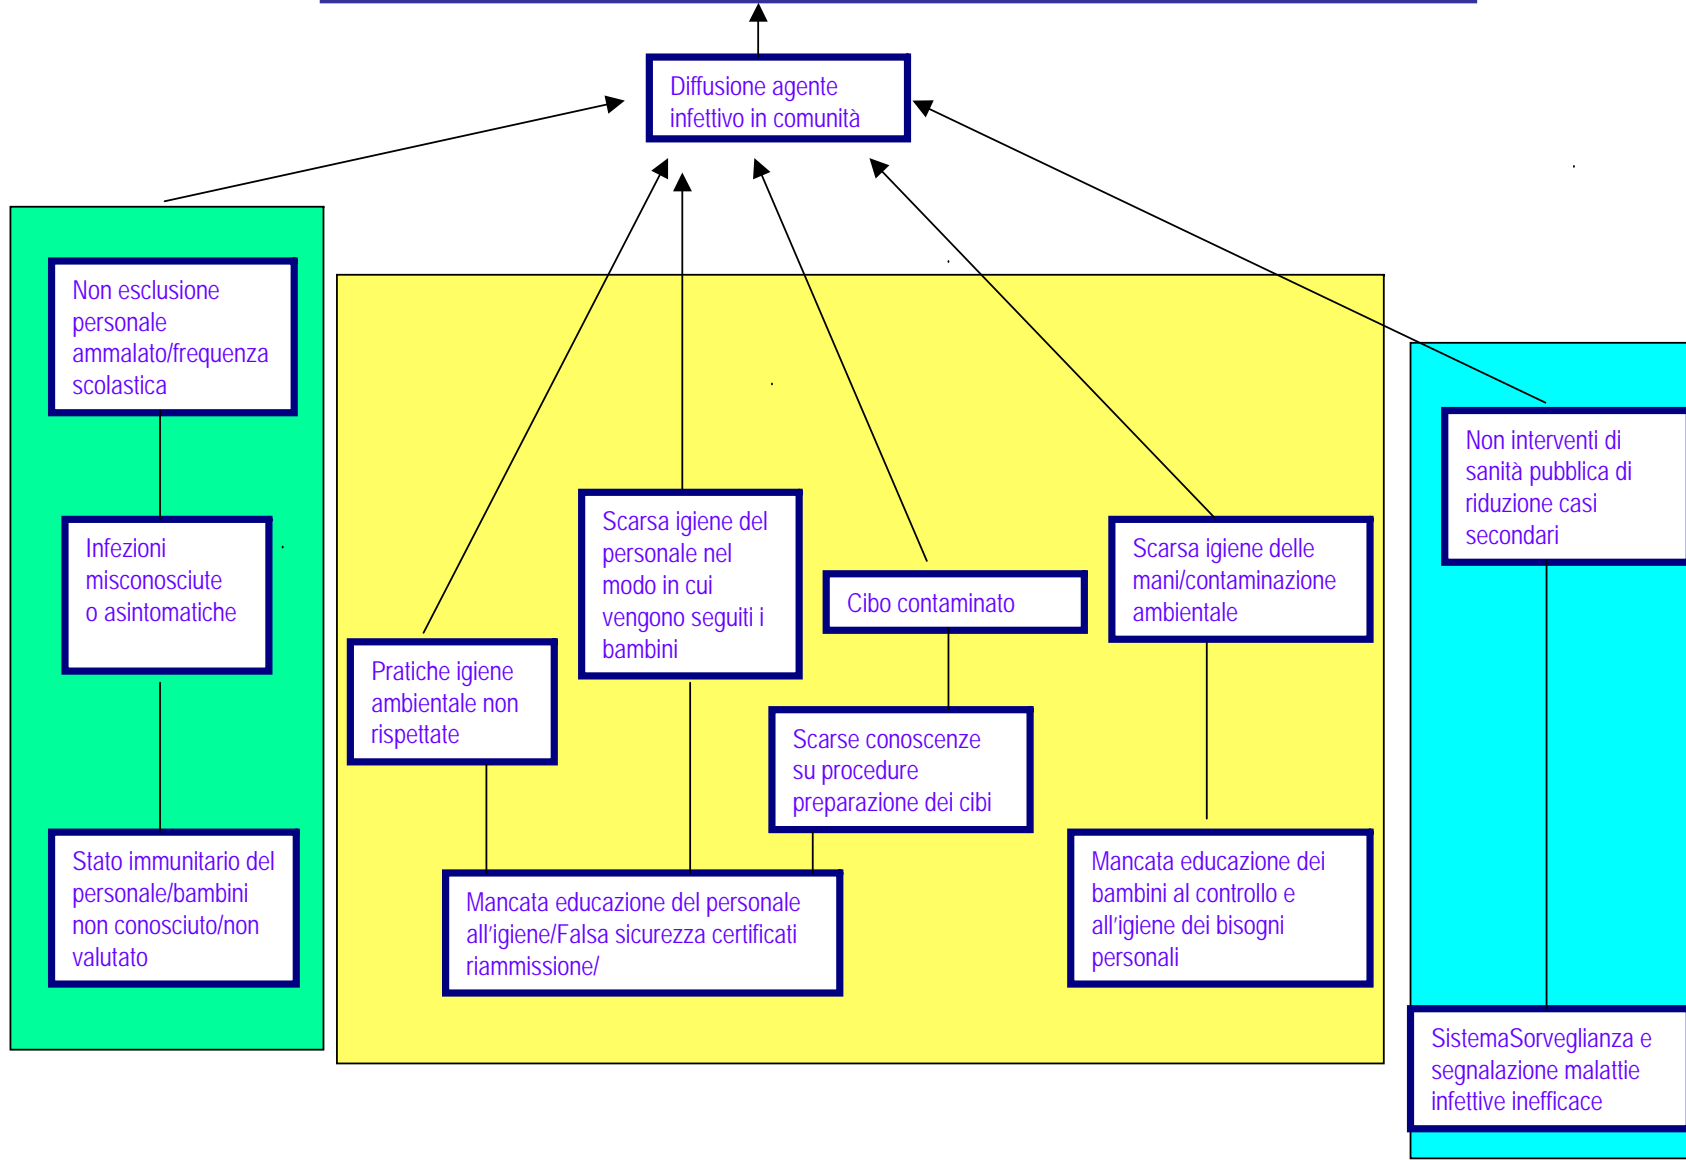 Diffusione agente
infettivo in comunità
Non esclusione
personale
ammalato/frequenza
scolastica
Infezioni
misconosciute
o asintomatiche
Stato immunitario del
personale/bambini
non conosciuto/non
valutato
Pratiche igiene
ambientale non
rispettate
Scarsa igiene del
personale nel
modo in cui
vengono seguiti i
bambini
Cibo contaminato
Scarse conoscenze
su procedure
preparazione dei cibi
Mancata educazione del personale
all'igiene/Falsa sicurezza certificati
riammissione/
Scarsa igiene delle
mani/contaminazione
ambientale
Mancata educazione dei
bambini al controllo e
all'igiene dei bisogni
personali
Non interventi di
sanità pubblica di
riduzione casi
secondari
SistemaSorveglianza e
segnalazione malattie
infettive inefficace